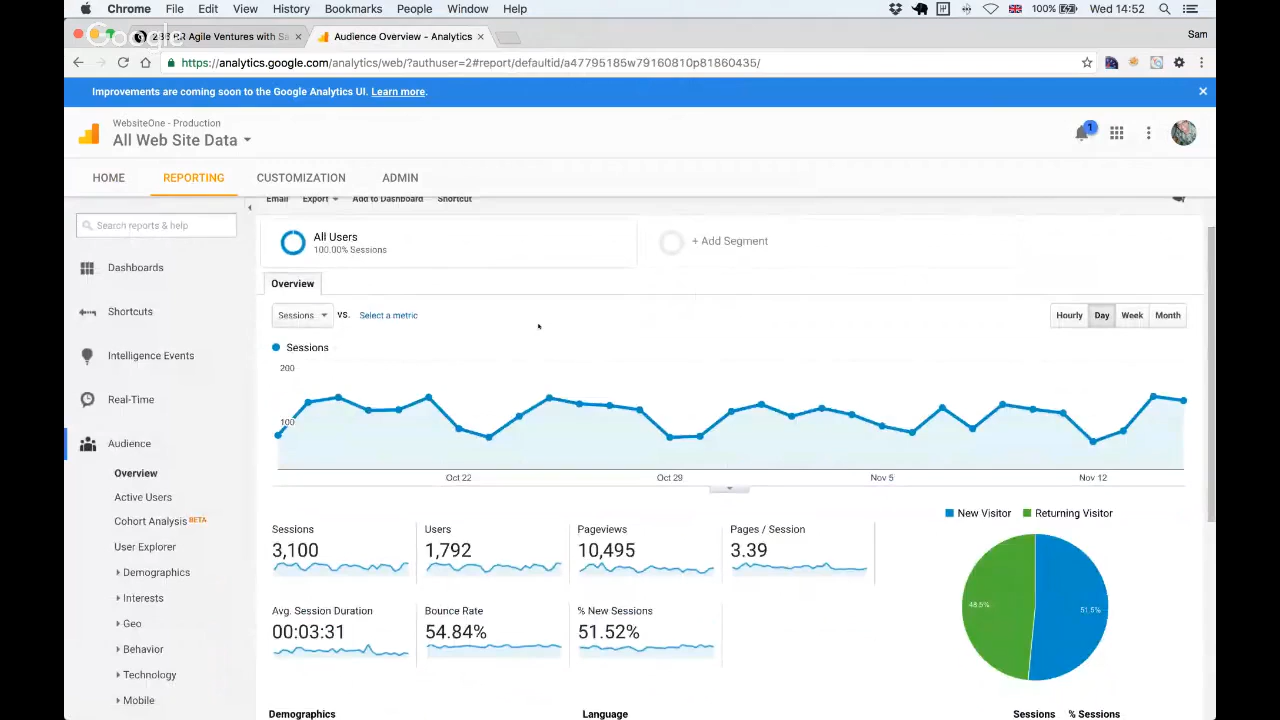 Chrome File Edit View History Bookmarks People Window Help 100% Wed 14:52
Google
Agile Ventures with Sa Audience Overview - Analytics Sam
https://analytics.google.com/analytics/web/?authuser=2#report/defaultid/a47795185w79160810p81860435/
Improvements are coming soon to the Google Analytics UI. Learn more.
WebsiteOne - Production
All Web Site Data
1
HOME REPORTING CUSTOMIZATION ADMIN
Email Export Add to Dashboard Shortcut
Search reports & help
All Users
100.00% Sessions
+ Add Segment
Dashboards
Overview
Shortcuts
Sessions VS. Select a metric
Hourly Day Week Month
Sessions
Intelligence Events
200
Real-Time
100
Audience
Oct 22 Oct 29 Nov 5 Nov 12
Overview
Active Users
Cohort Analysis BETA
User Explorer
Demographics
Interests
Geo
Behavior
Technology
Mobile
New Visitor Returning Visitor
Sessions Users Pageviews Pages / Session
3,100 1,792 10,495 3.39
48.5% 51.5%
Avg. Session Duration Bounce Rate % New Sessions
00:03:31 54.84% 51.52%
Demographics Language Sessions % Sessions